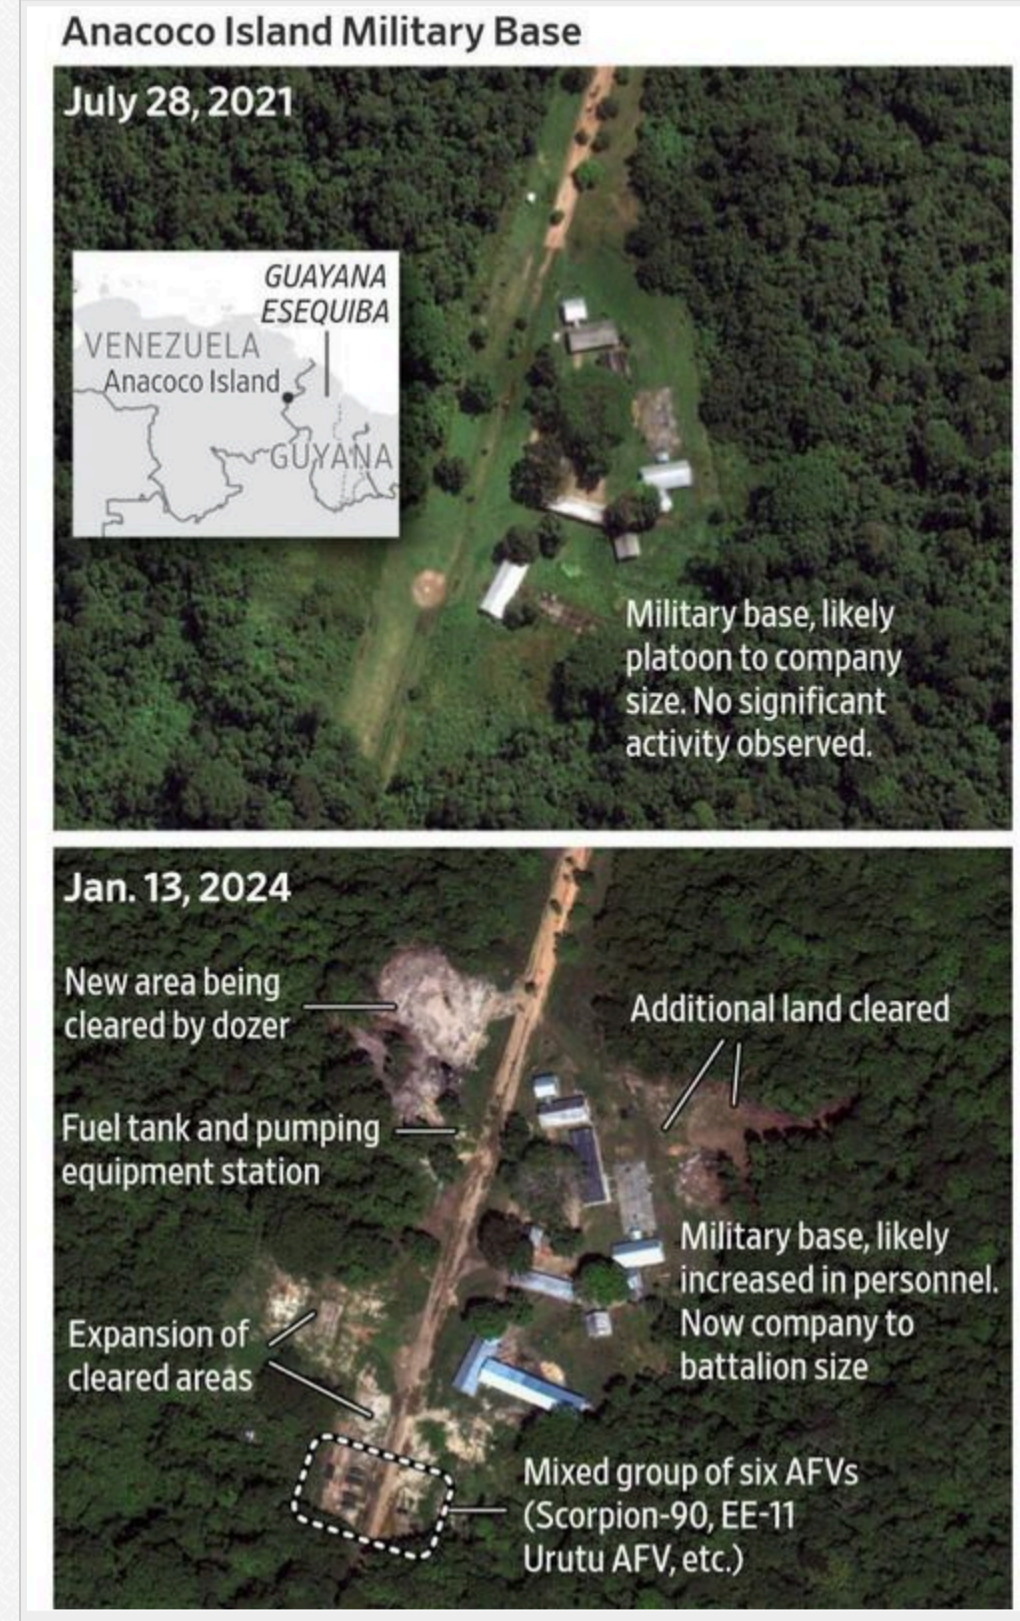 Anacoco Island Military Base
July 28, 2021
GUAYANA
ESEQUIBA
VENEZUELA
Anacoco Island
GUYANA
Military base, likely
platoon to company
size. No significant
activity observed.
Jan. 13, 2024
New area being
cleared by dozer
Additional land cleared
Fuel tank and pumping
equipment station
Military base, likely
increased in personnel.
Now company to
battalion size
Expansion of
cleared areas
Mixed group of six AFVs
(Scorpion-90, EE-11
Urutu AFV, etc.)